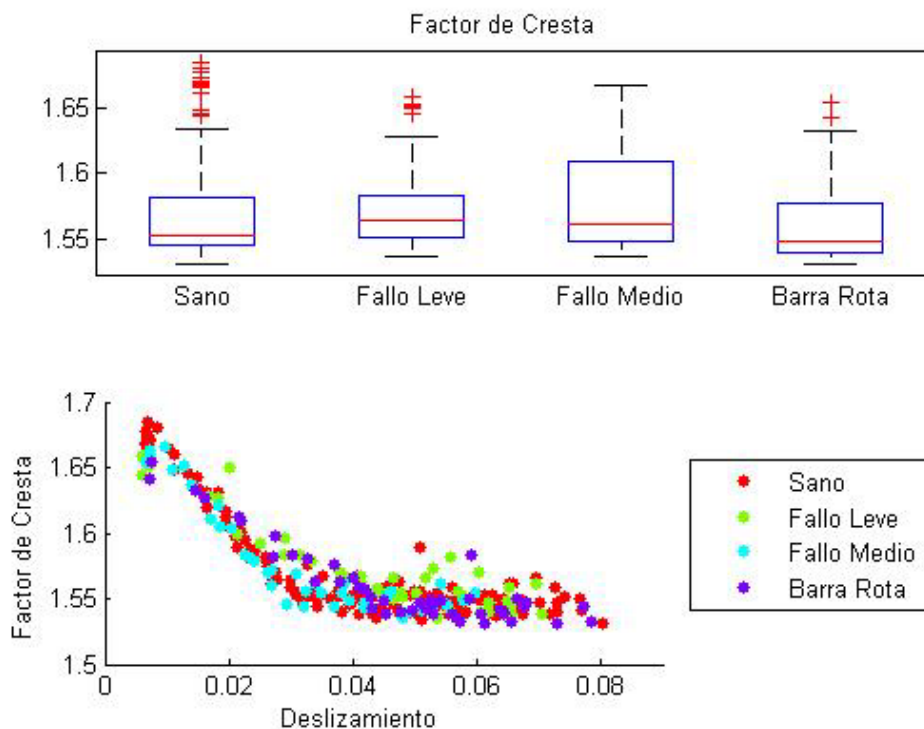 Factor de Cresta
1.65
1.6
1.55
Sano Fallo Leve Fallo Medio Barra Rota
1.7
1.65
1.6
1.55
1.5
Factor de Cresta
0 0.02 0.04 0.06 0.08
Deslizamiento
Sano
Fallo Leve
Fallo Medio
Barra Rota